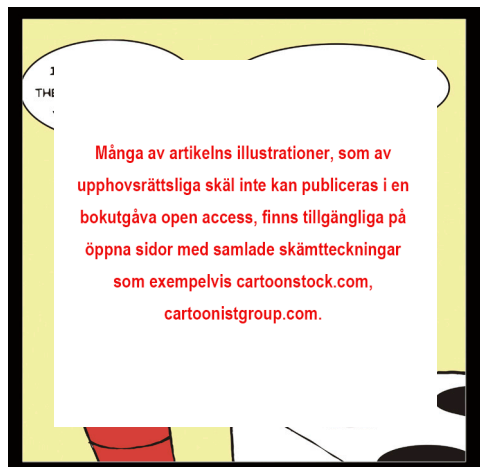 THE
Många av artikelns illustrationer, som av
upphovsrättsliga skäl inte kan publiceras i en
bokutgåva open access, finns tillgängliga på
öppna sidor med samlade skämtteckningar
som exempelvis cartoonstock.com,
cartoonistgroup.com.